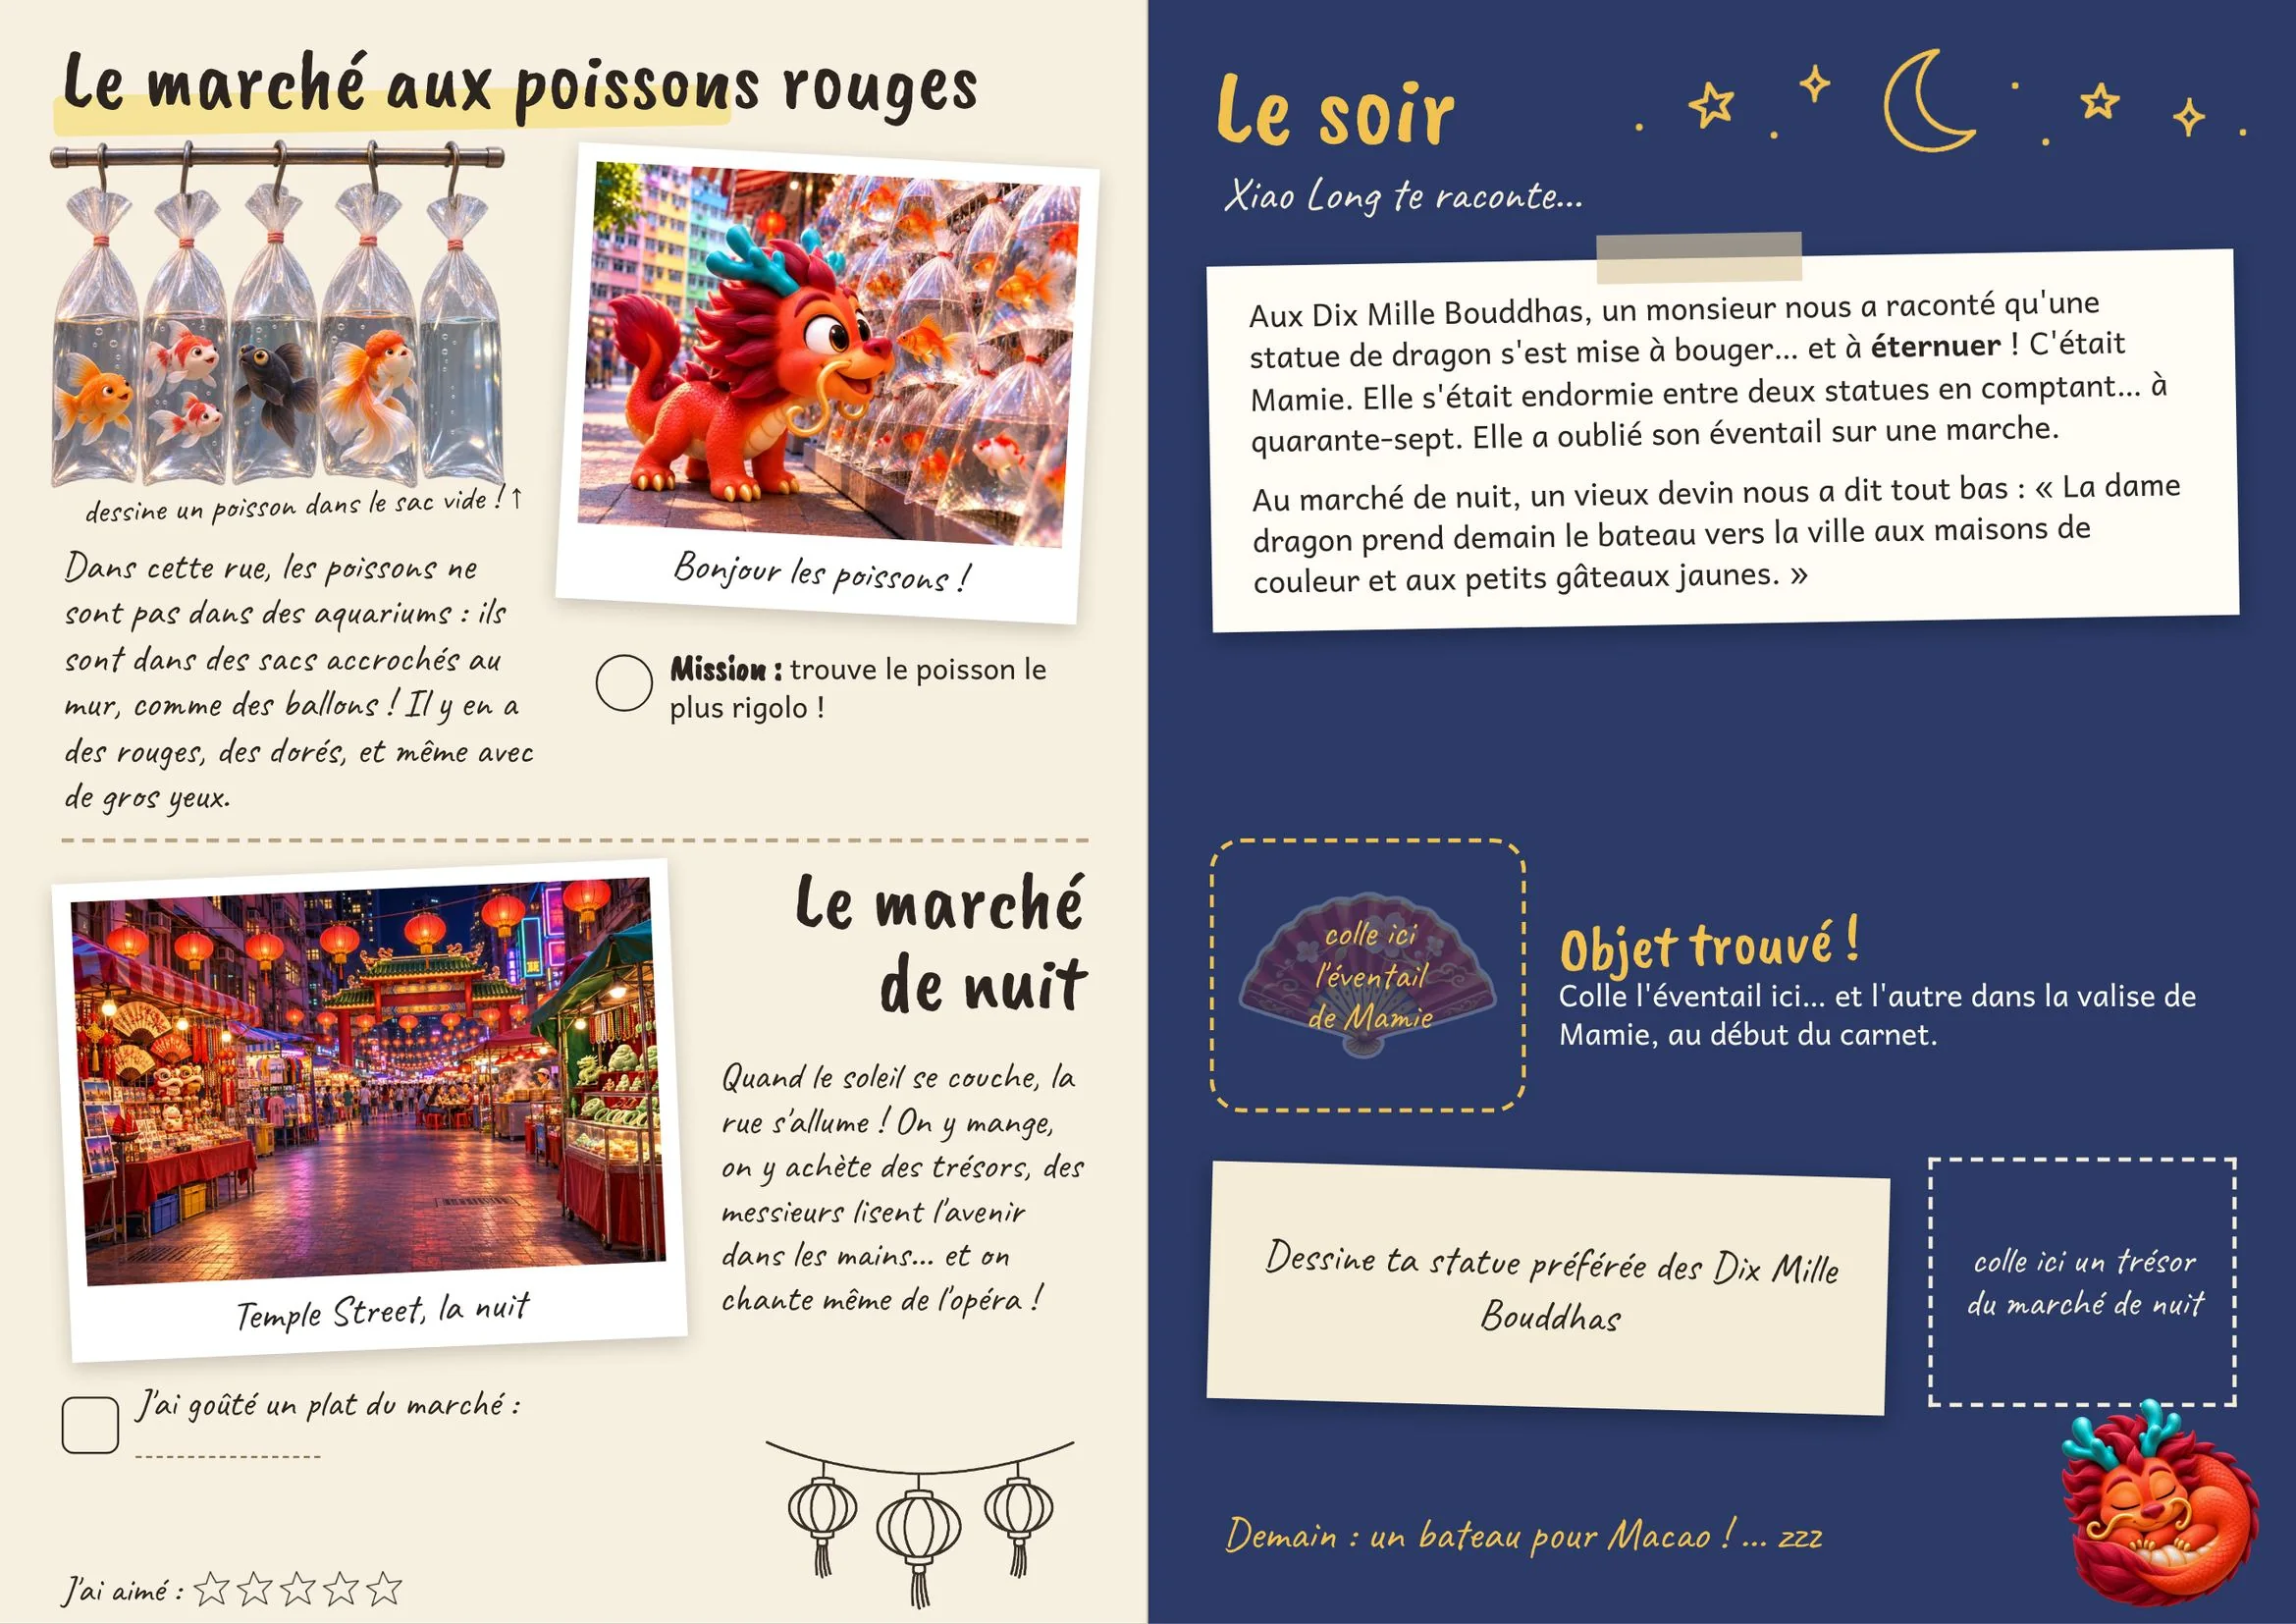 Le marché aux poissons rouges
dessine un poisson dans le sac vide ! ↑
Dans cette rue, les poissons ne
sont pas dans des aquariums : ils
sont dans des sacs accrochés au
mur, comme des ballons ! Il y en a
des rouges, des dorés, et même avec
de gros yeux.
Bonjour les poissons !
Mission : trouve le poisson le
plus rigolo !
Temple Street, la nuit
Le marché
de nuit
Quand le soleil se couche, la
rue s'allume ! On y mange,
on y achète des trésors, des
messieurs lisent l'avenir
dans les mains... et on
chante même de l'opéra !
J'ai goûté un plat du marché :
J'ai aimé :
Le soir
Xiao Long te raconte...
Aux Dix Mille Bouddhas, un monsieur nous a raconté qu'une
statue de dragon s'est mise à bouger... et à éternuer ! C'était
Mamie. Elle s'était endormie entre deux statues en comptant... à
quarante-sept. Elle a oublié son éventail sur une marche.
Au marché de nuit, un vieux devin nous a dit tout bas : « La dame
dragon prend demain le bateau vers la ville aux maisons de
couleur et aux petits gâteaux jaunes. »
colle ici
l'éventail
de Mamie
Objet trouvé !
Colle l'éventail ici... et l'autre dans la valise de
Mamie, au début du carnet.
Dessine ta statue préférée des Dix Mille
Bouddhas
colle ici un trésor
du marché de nuit
Demain : un bateau pour Macao ! ... zzz